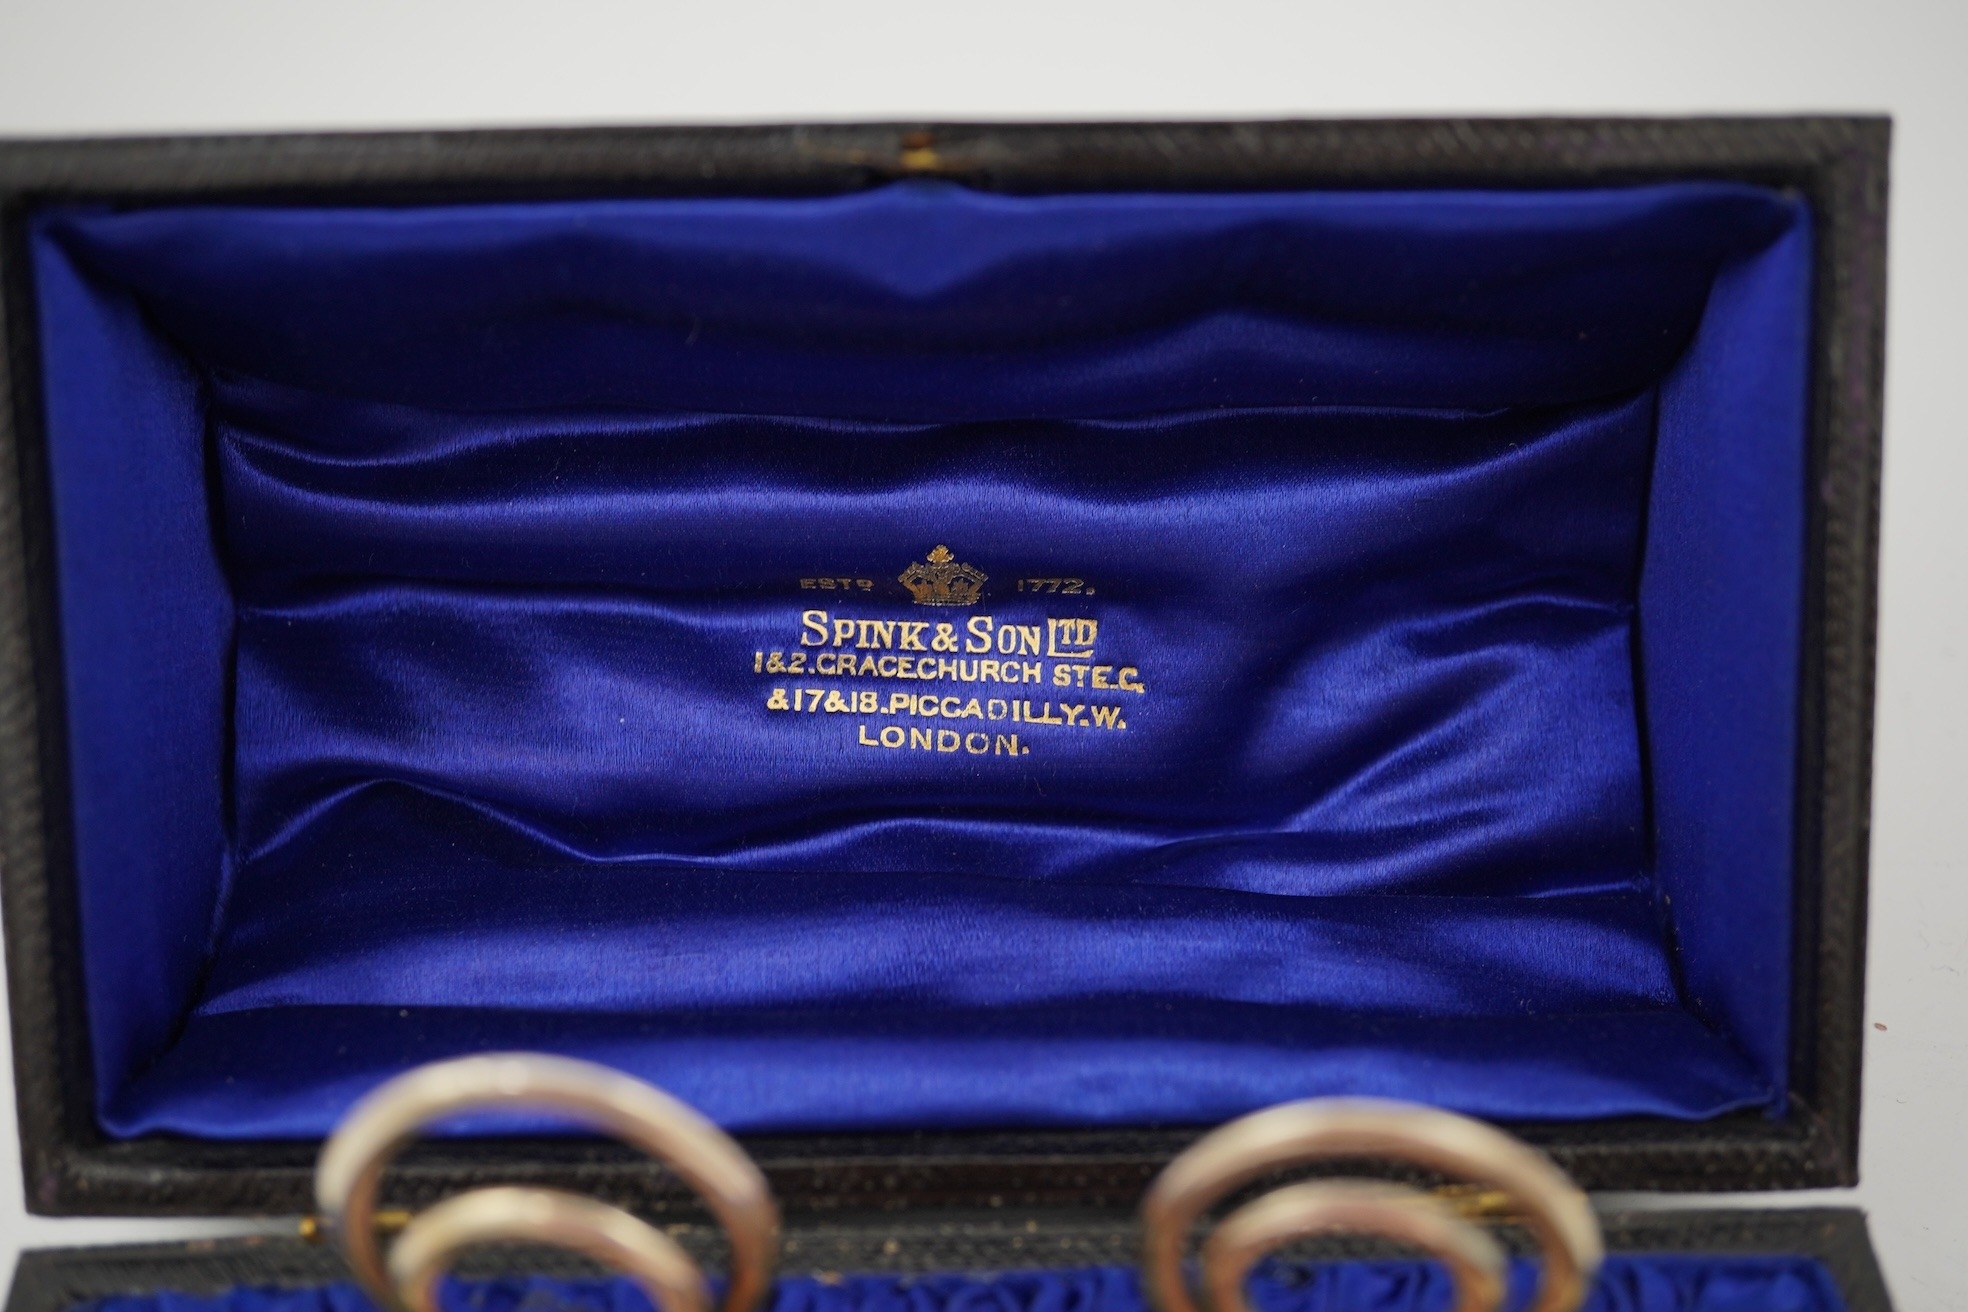 ESTD 1772.
SPINK & SON LTD
1&2. GRACECHURCH ST E.C.
& 17 & 18. PICCADILLY. W.
LONDON.